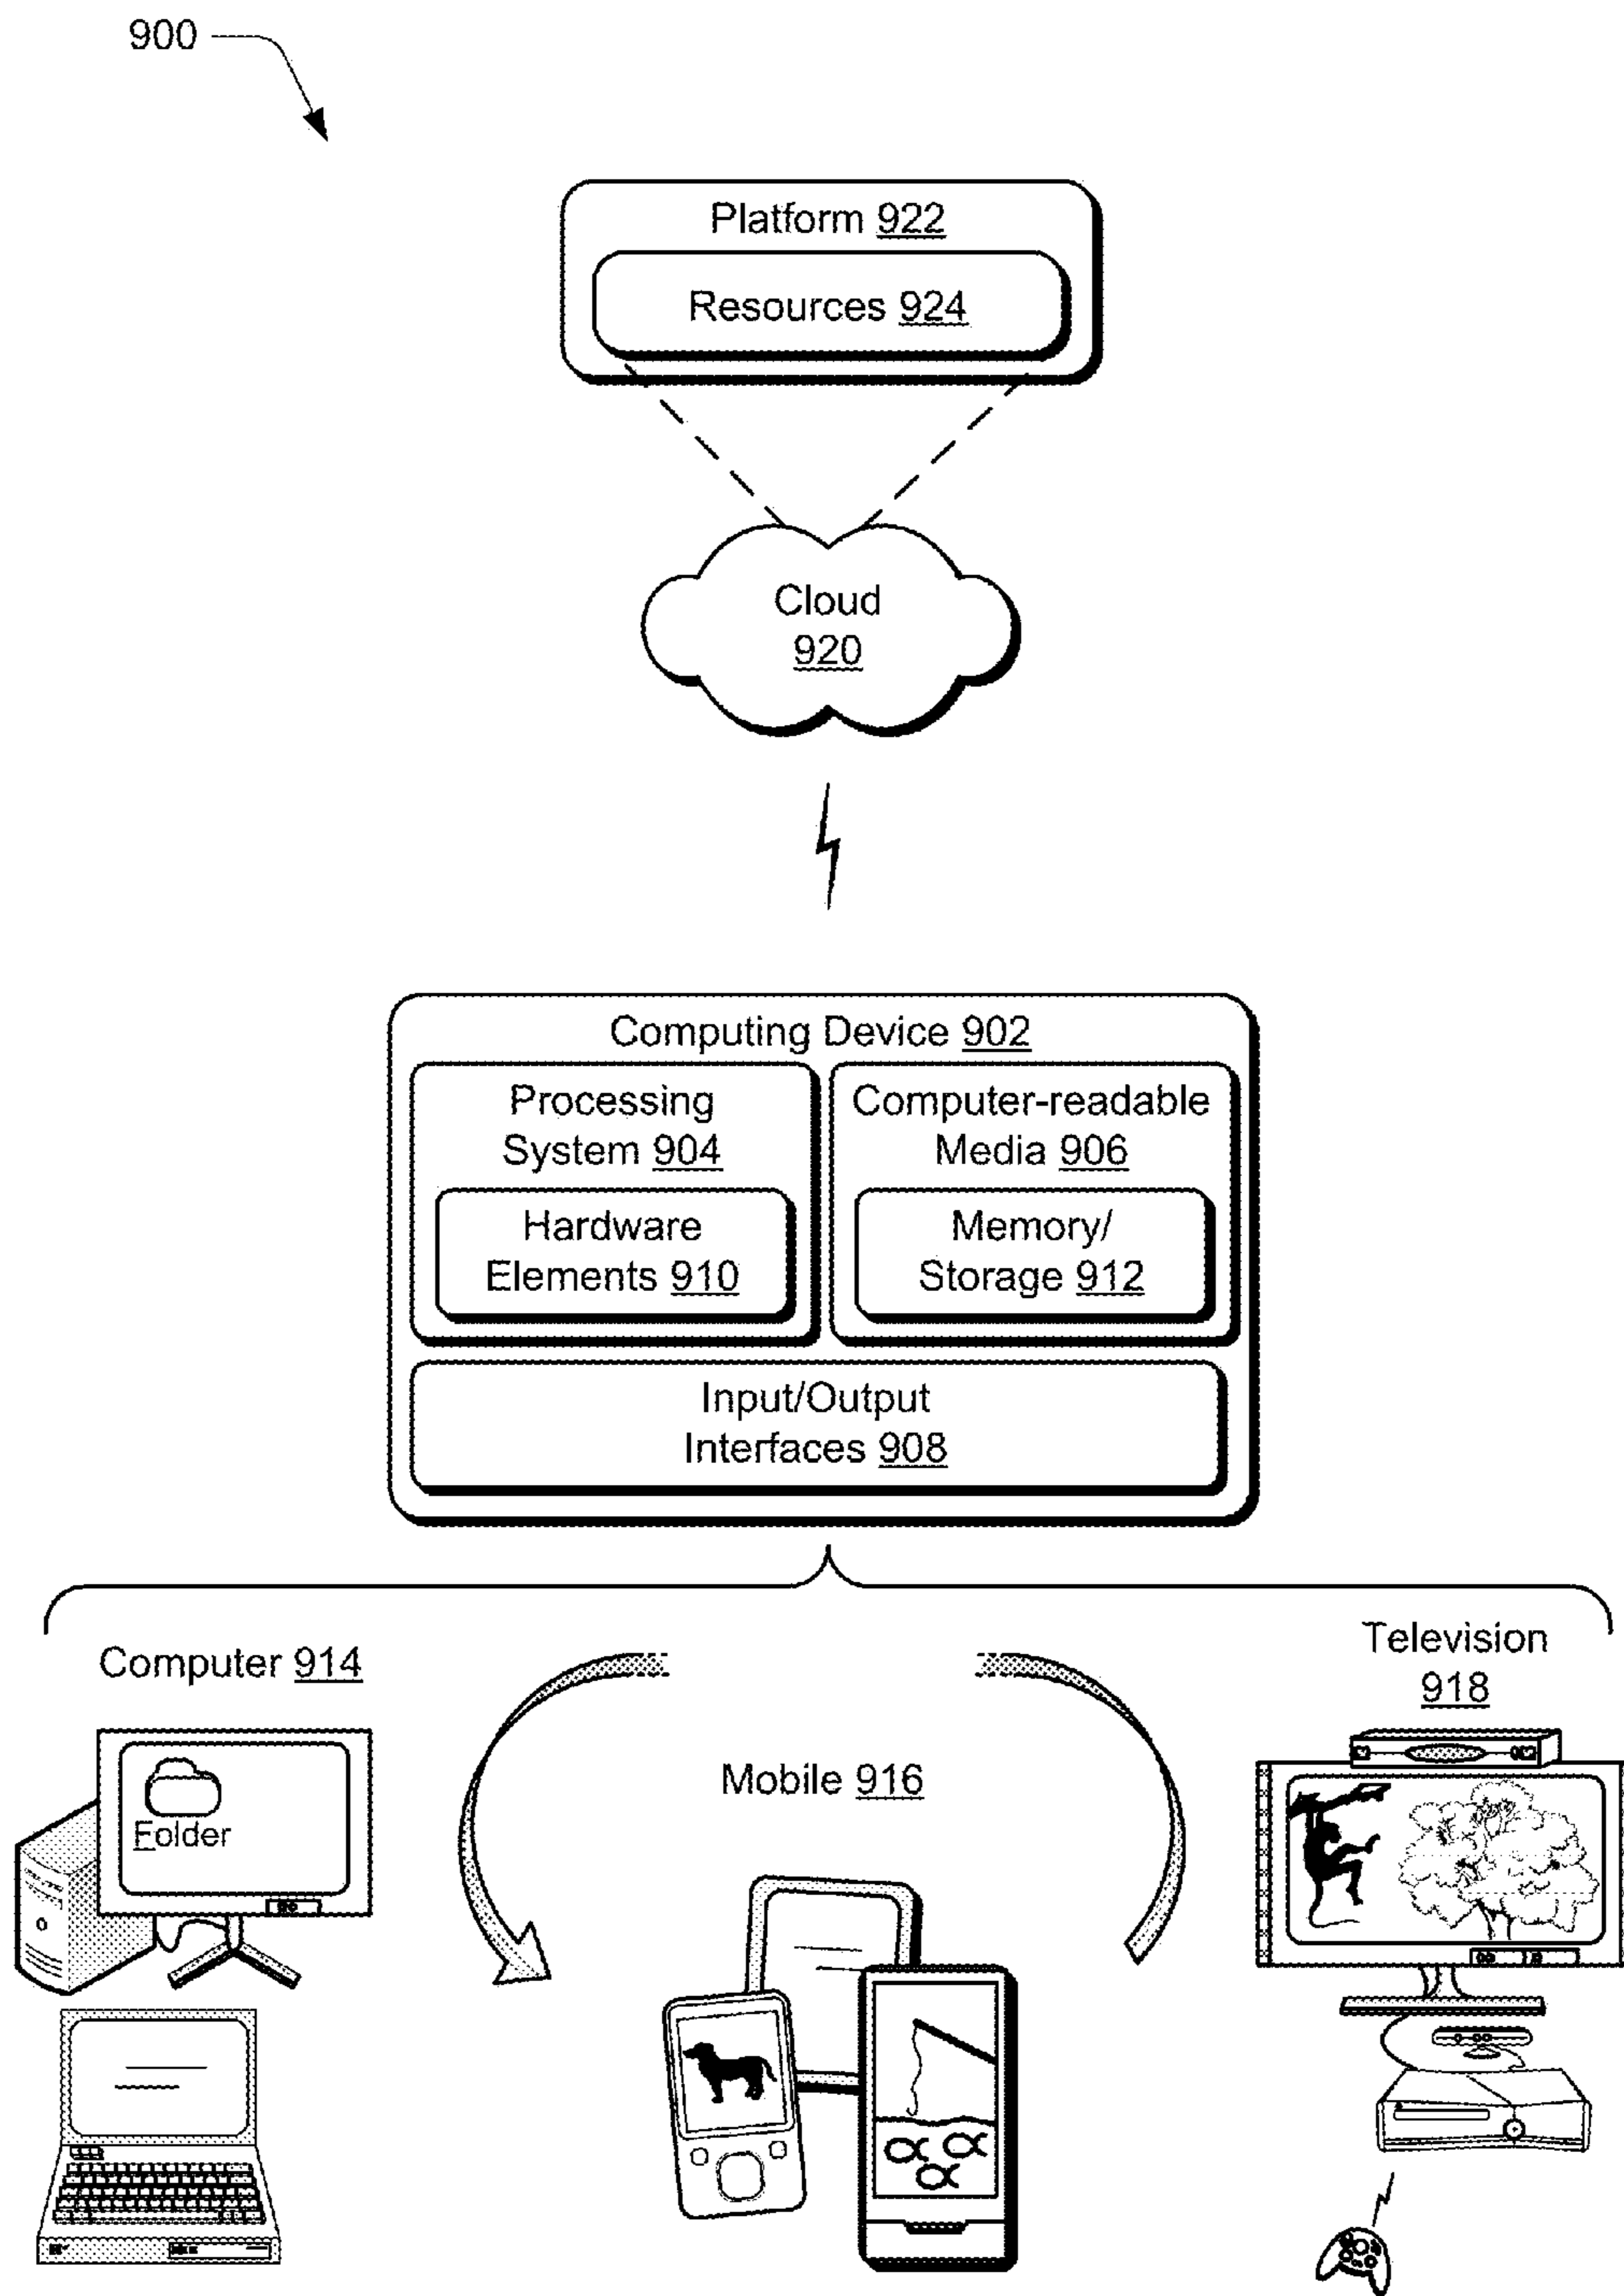 900
Platform 922
Resources 924
Cloud
920
Computing Device 902
Processing
System 904
Hardware
Elements 910
Computer-readable
Media 906
Memory/
Storage 912
Input/Output
Interfaces 908
Computer 914
Folder
Mobile 916
Television
918